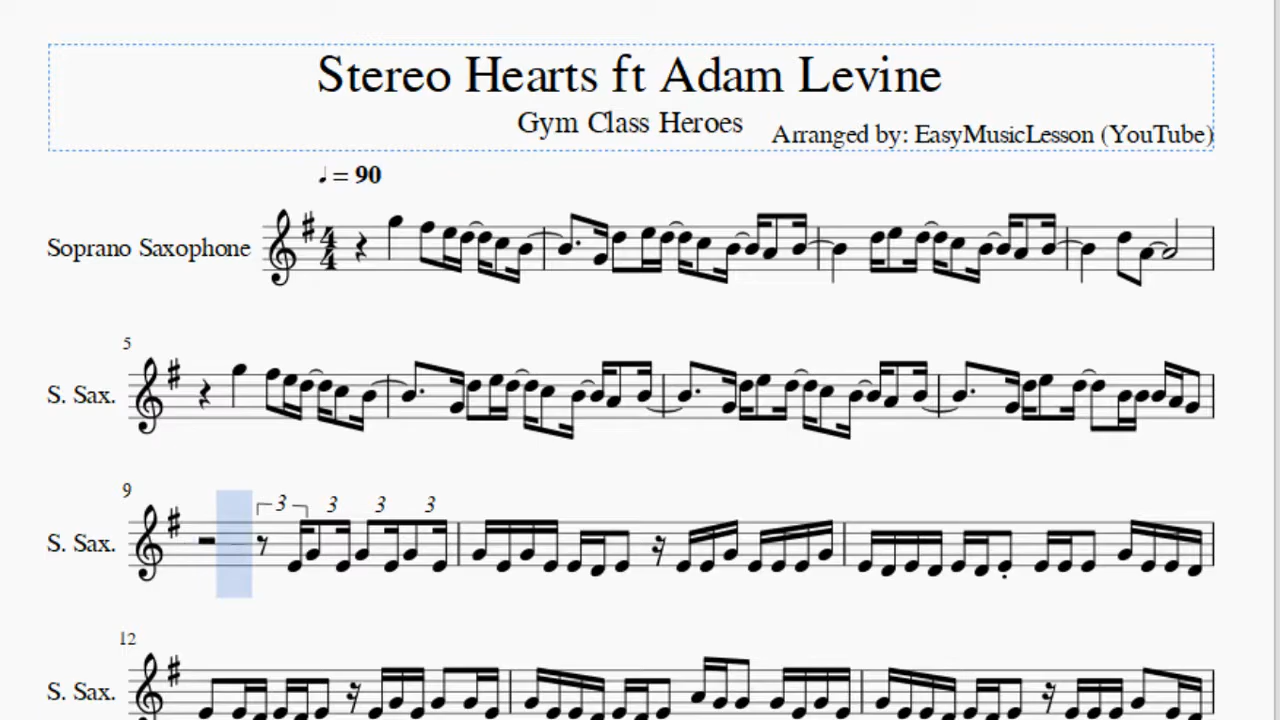 Stereo Hearts ft Adam Levine
Gym Class Heroes
Arranged by: EasyMusicLesson (YouTube)
♩ = 90
Soprano Saxophone
4
4
5
S. Sax.
9
3 3 3 3
S. Sax.
12
S. Sax.